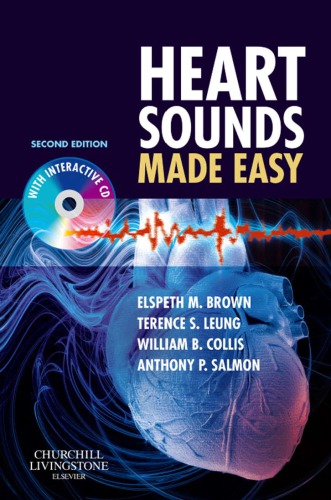 HEART
SOUNDS
MADE EASY
SECOND EDITION
WITH INTERACTIVE CD
ELSPETH M. BROWN
TERENCE S. LEUNG
WILLIAM B. COLLIS
ANTHONY P. SALMON
CHURCHILL
LIVINGSTONE
ELSEVIER